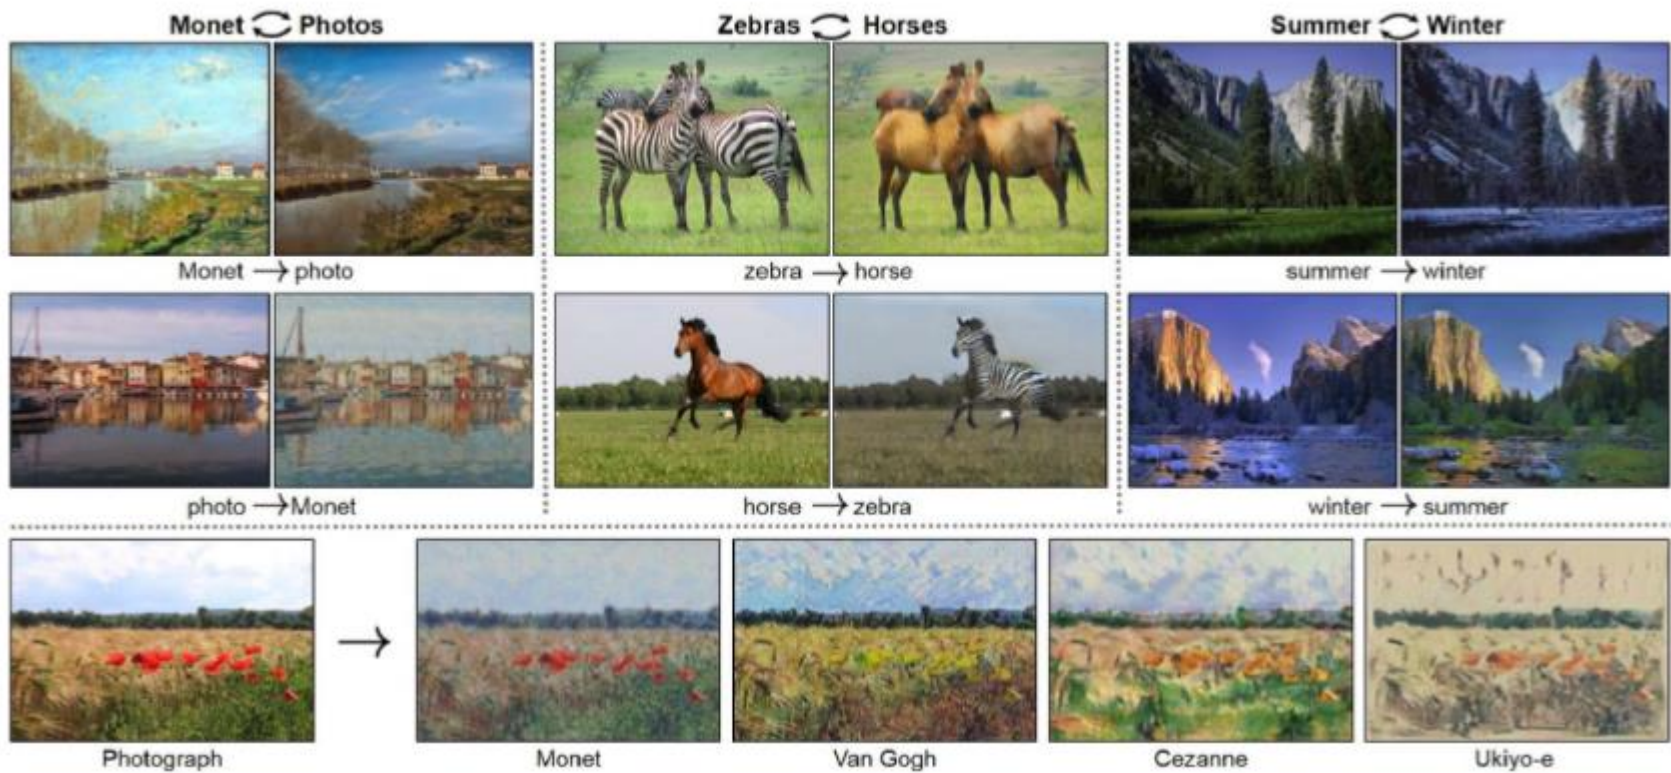 Monet ⇄ Photos
Zebras ⇄ Horses
Summer ⇄ Winter
Monet → photo
zebra → horse
summer → winter
photo → Monet
horse → zebra
winter → summer
Photograph
→
Monet
Van Gogh
Cezanne
Ukiyo-e